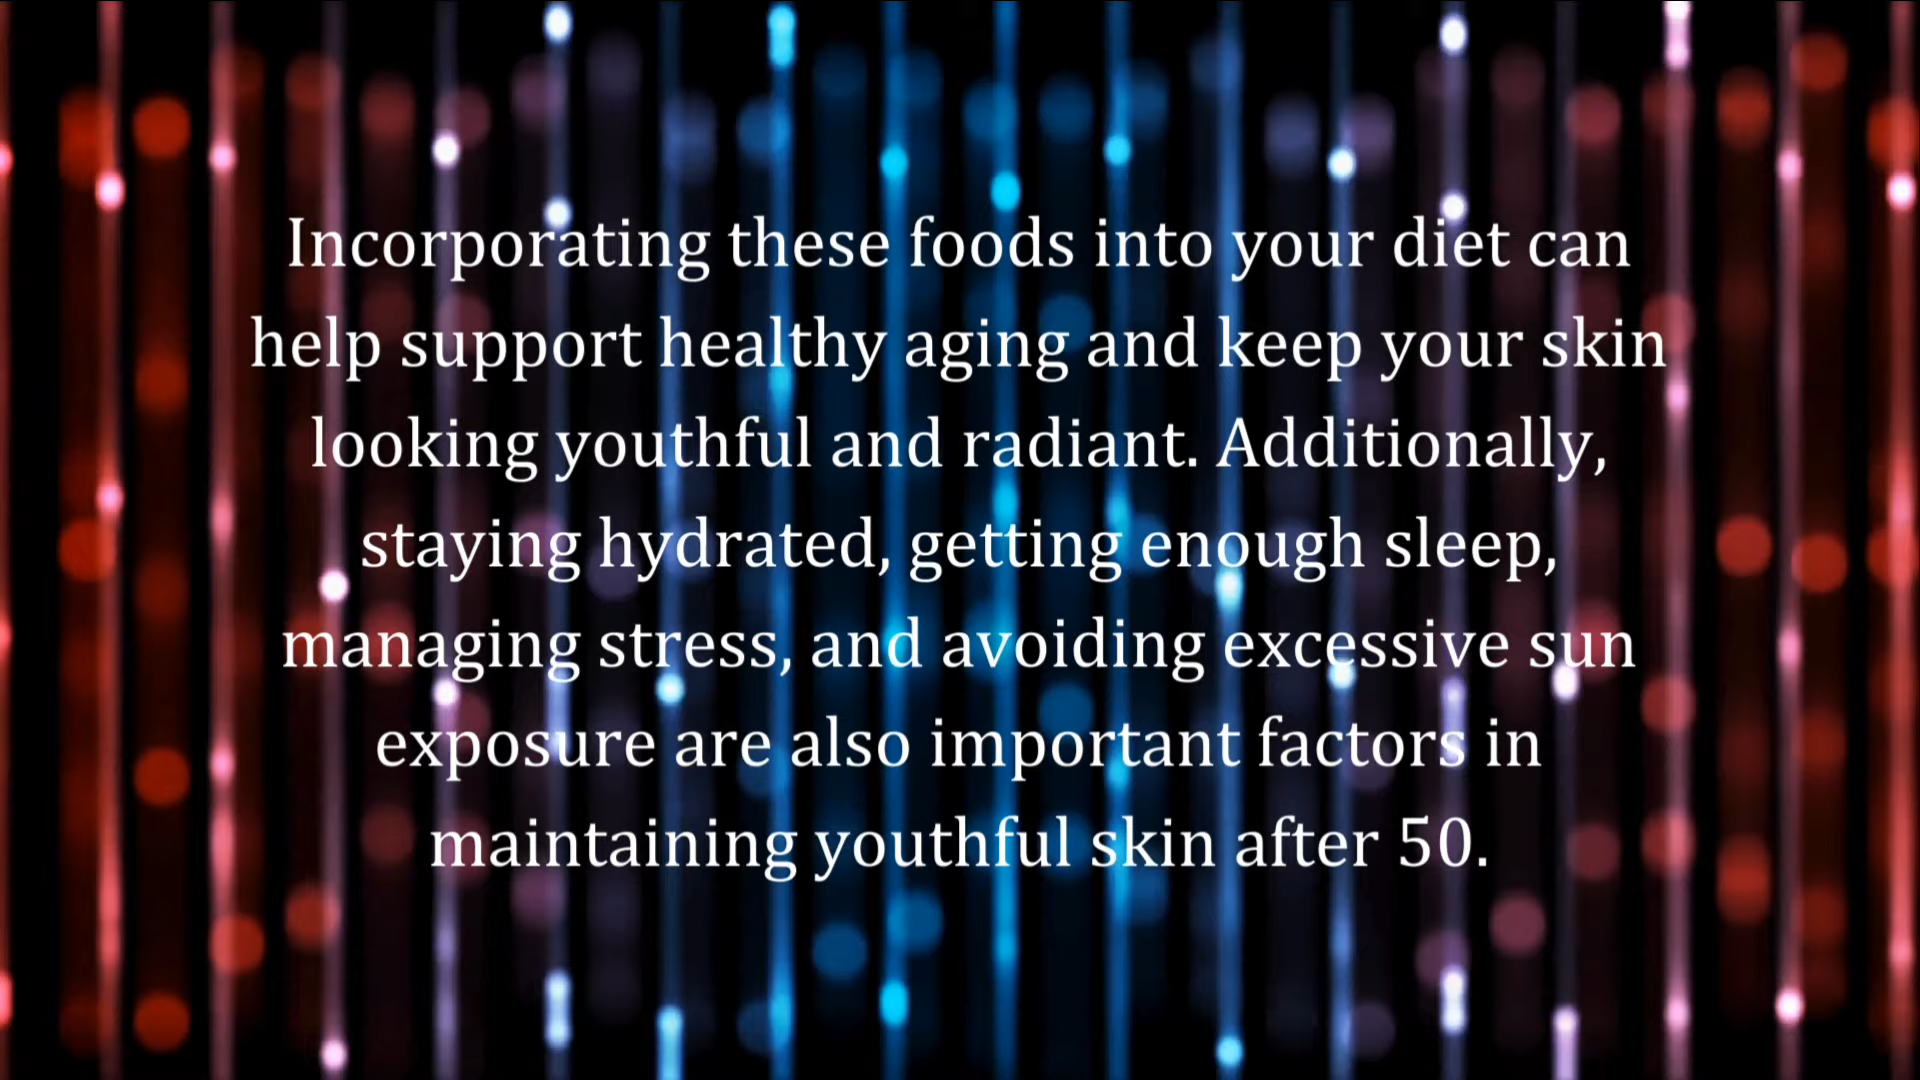 Incorporating these foods into your diet can
help support healthy aging and keep your skin
looking youthful and radiant. Additionally,
staying hydrated, getting enough sleep,
managing stress, and avoiding excessive sun
exposure are also important factors in
maintaining youthful skin after 50.